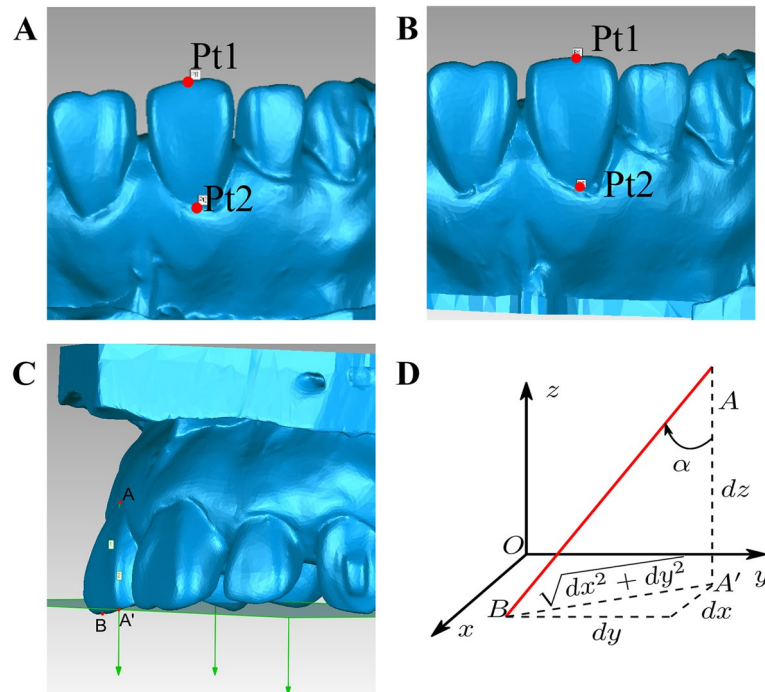 A
Pt1
Pt2
B
Pt1
Pt2
C
A
B
A'
D
z
A
α
dz
O
y
√dx² + dy²
A′
B
dx
x
dy